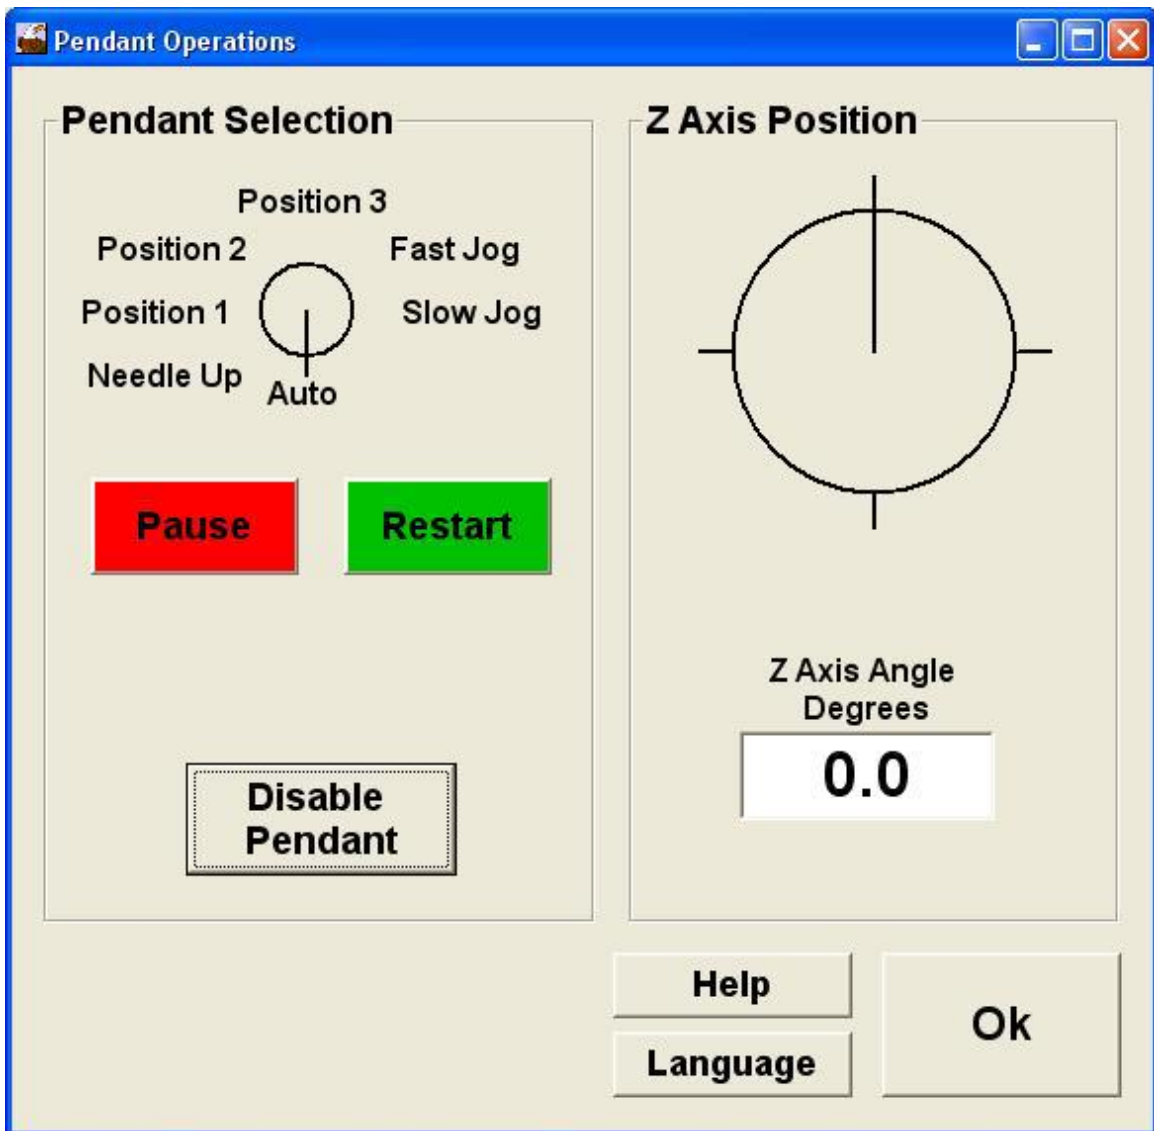 Pendant Operations
Pendant Selection
Position 3
Position 2
Fast Jog
Position 1
Slow Jog
Needle Up
Auto
Pause
Restart
Disable
Pendant
Z Axis Position
Z Axis Angle
Degrees
0.0
Help
Language
Ok